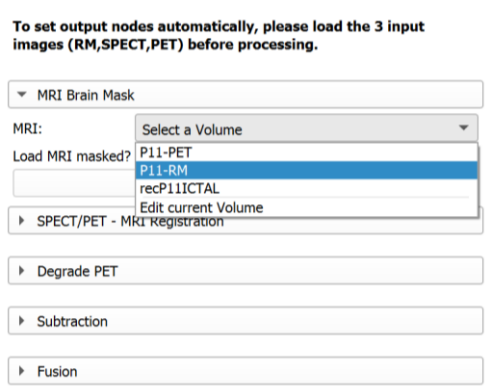 To set output nodes automatically, please load the 3 input
images (RM,SPECT,PET) before processing.
MRI Brain Mask
MRI:
Select a Volume
Load MRI masked?
P11-PET
P11-RM
recP11ICTAL
Edit current Volume
SPECT/PET - MRI Registration
Degrade PET
Subtraction
Fusion